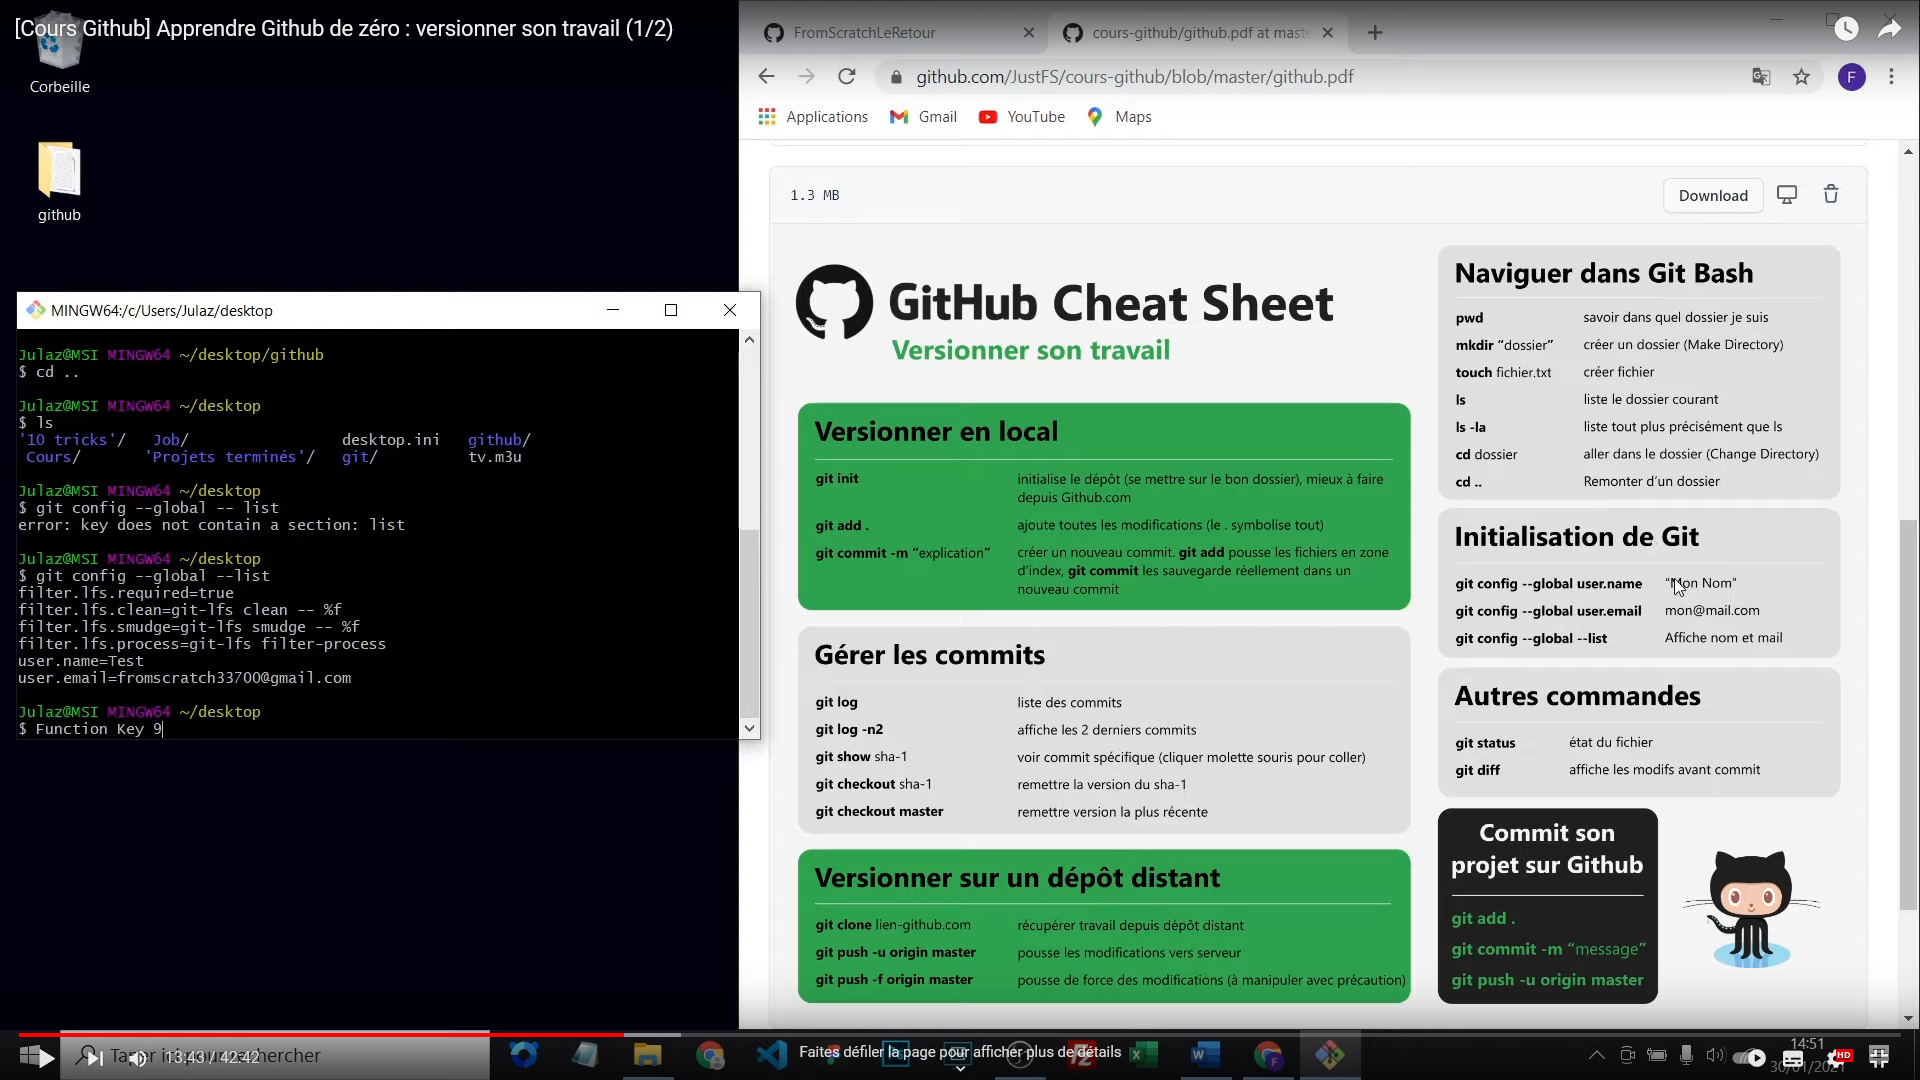 [Cours Github] Apprendre Github de zéro : versionner son travail (1/2)
Corbeille
github
MINGW64:/c/Users/Julaz/desktop
Julaz@MSI MINGW64 ~/desktop/github
$ cd ..
Julaz@MSI MINGW64 ~/desktop
$ ls
'10 tricks'/ Job/ desktop.ini github/
Cours/ 'Projets terminés'/ git/ tv.m3u
Julaz@MSI MINGW64 ~/desktop
$ git config --global -- list
error: key does not contain a section: list
Julaz@MSI MINGW64 ~/desktop
$ git config --global --list
filter.lfs.required=true
filter.lfs.clean=git-lfs clean -- %f
filter.lfs.smudge=git-lfs smudge -- %f
filter.lfs.process=git-lfs filter-process
user.name=Test
user.email=fromscratch33700@gmail.com
Julaz@MSI MINGW64 ~/desktop
$ Function Key 9
FromScratchLeRetour
cours-github/github.pdf at mast
github.com/JustFS/cours-github/blob/master/github.pdf
F
Applications Gmail YouTube Maps
1.3 MB
Download
GitHub Cheat Sheet
Versionner son travail
Versionner en local
git init initialise le dépôt (se mettre sur le bon dossier), mieux à faire
depuis Github.com
git add . ajoute toutes les modifications (le . symbolise tout)
git commit -m “explication” créer un nouveau commit. git add pousse les fichiers en zone
d’index, git commit les sauvegarde réellement dans un
nouveau commit
Gérer les commits
git log liste des commits
git log -n2 affiche les 2 derniers commits
git show sha-1 voir commit spécifique (cliquer molette souris pour coller)
git checkout sha-1 remettre la version du sha-1
git checkout master remettre version la plus récente
Versionner sur un dépôt distant
git clone lien-github.com récupérer travail depuis dépôt distant
git push -u origin master pousse les modifications vers serveur
git push -f origin master pousse de force des modifications (à manipuler avec précaution)
Naviguer dans Git Bash
pwd savoir dans quel dossier je suis
mkdir “dossier” créer un dossier (Make Directory)
touch fichier.txt créer fichier
ls liste le dossier courant
ls -la liste tout plus précisément que ls
cd dossier aller dans le dossier (Change Directory)
cd .. Remonter d’un dossier
Initialisation de Git
git config --global user.name “Mon Nom”
git config --global user.email mon@mail.com
git config --global --list Affiche nom et mail
Autres commandes
git status état du fichier
git diff affiche les modifs avant commit
Commit son
projet sur Github
git add .
git commit -m “message”
git push -u origin master
13:43 / 42:42
Faites défiler la page pour afficher plus de détails
14:51
HD